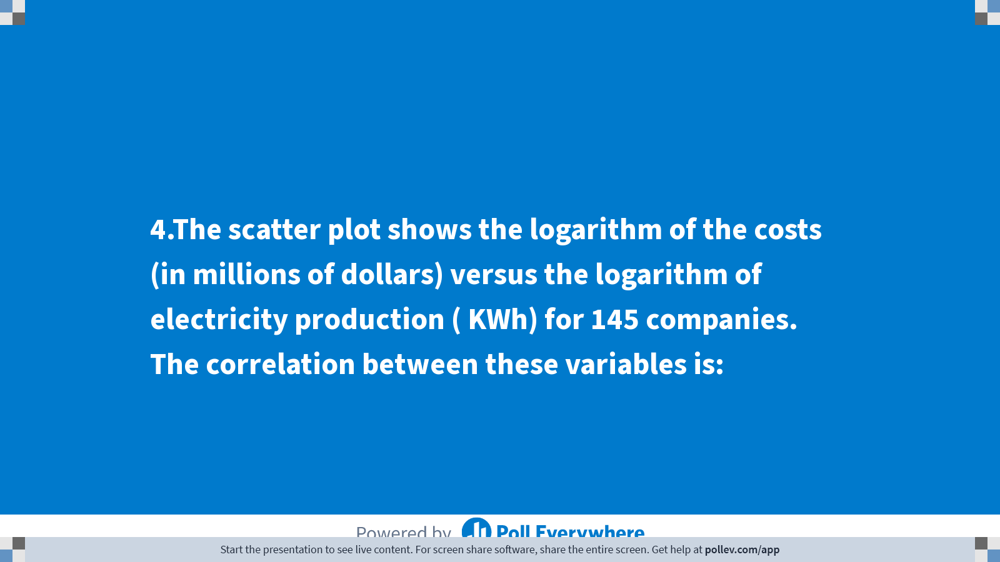 4.The scatter plot shows the logarithm of the costs
(in millions of dollars) versus the logarithm of
electricity production ( KWh) for 145 companies.
The correlation between these variables is:
Powered by Poll Everywhere
Start the presentation to see live content. For screen share software, share the entire screen. Get help at pollev.com/app